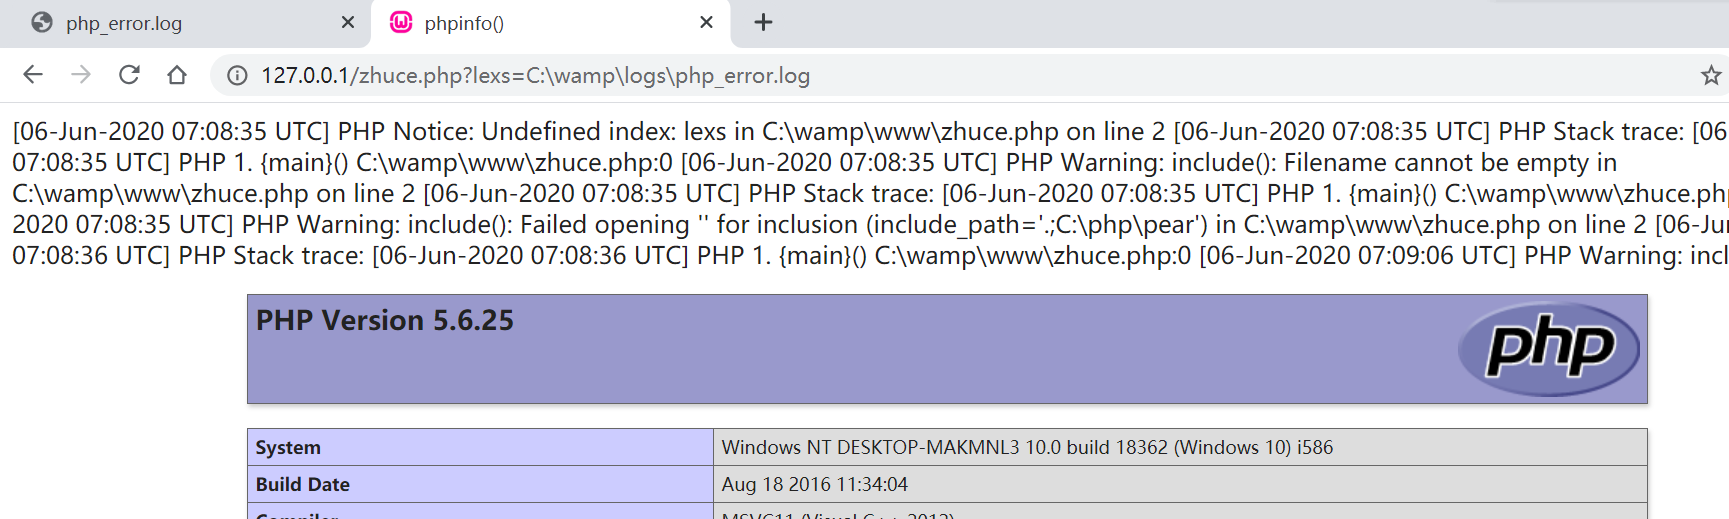 php_error.log
phpinfo()
127.0.0.1/zhuce.php?lexs=C:\wamp\logs\php_error.log
[06-Jun-2020 07:08:35 UTC] PHP Notice: Undefined index: lexs in C:\wamp\www\zhuce.php on line 2 [06-Jun-2020 07:08:35 UTC] PHP Stack trace: [06
07:08:35 UTC] PHP 1. {main}() C:\wamp\www\zhuce.php:0 [06-Jun-2020 07:08:35 UTC] PHP Warning: include(): Filename cannot be empty in
C:\wamp\www\zhuce.php on line 2 [06-Jun-2020 07:08:35 UTC] PHP Stack trace: [06-Jun-2020 07:08:35 UTC] PHP 1. {main}() C:\wamp\www\zhuce.php
2020 07:08:35 UTC] PHP Warning: include(): Failed opening '' for inclusion (include_path='.;C:\php\pear') in C:\wamp\www\zhuce.php on line 2 [06-Ju
07:08:36 UTC] PHP Stack trace: [06-Jun-2020 07:08:36 UTC] PHP 1. {main}() C:\wamp\www\zhuce.php:0 [06-Jun-2020 07:09:06 UTC] PHP Warning: incl
PHP Version 5.6.25
php
System
Windows NT DESKTOP-MAKMNL3 10.0 build 18362 (Windows 10) i586
Build Date
Aug 18 2016 11:34:04
Compiler
MSVC11 (Visual C++ 2012)